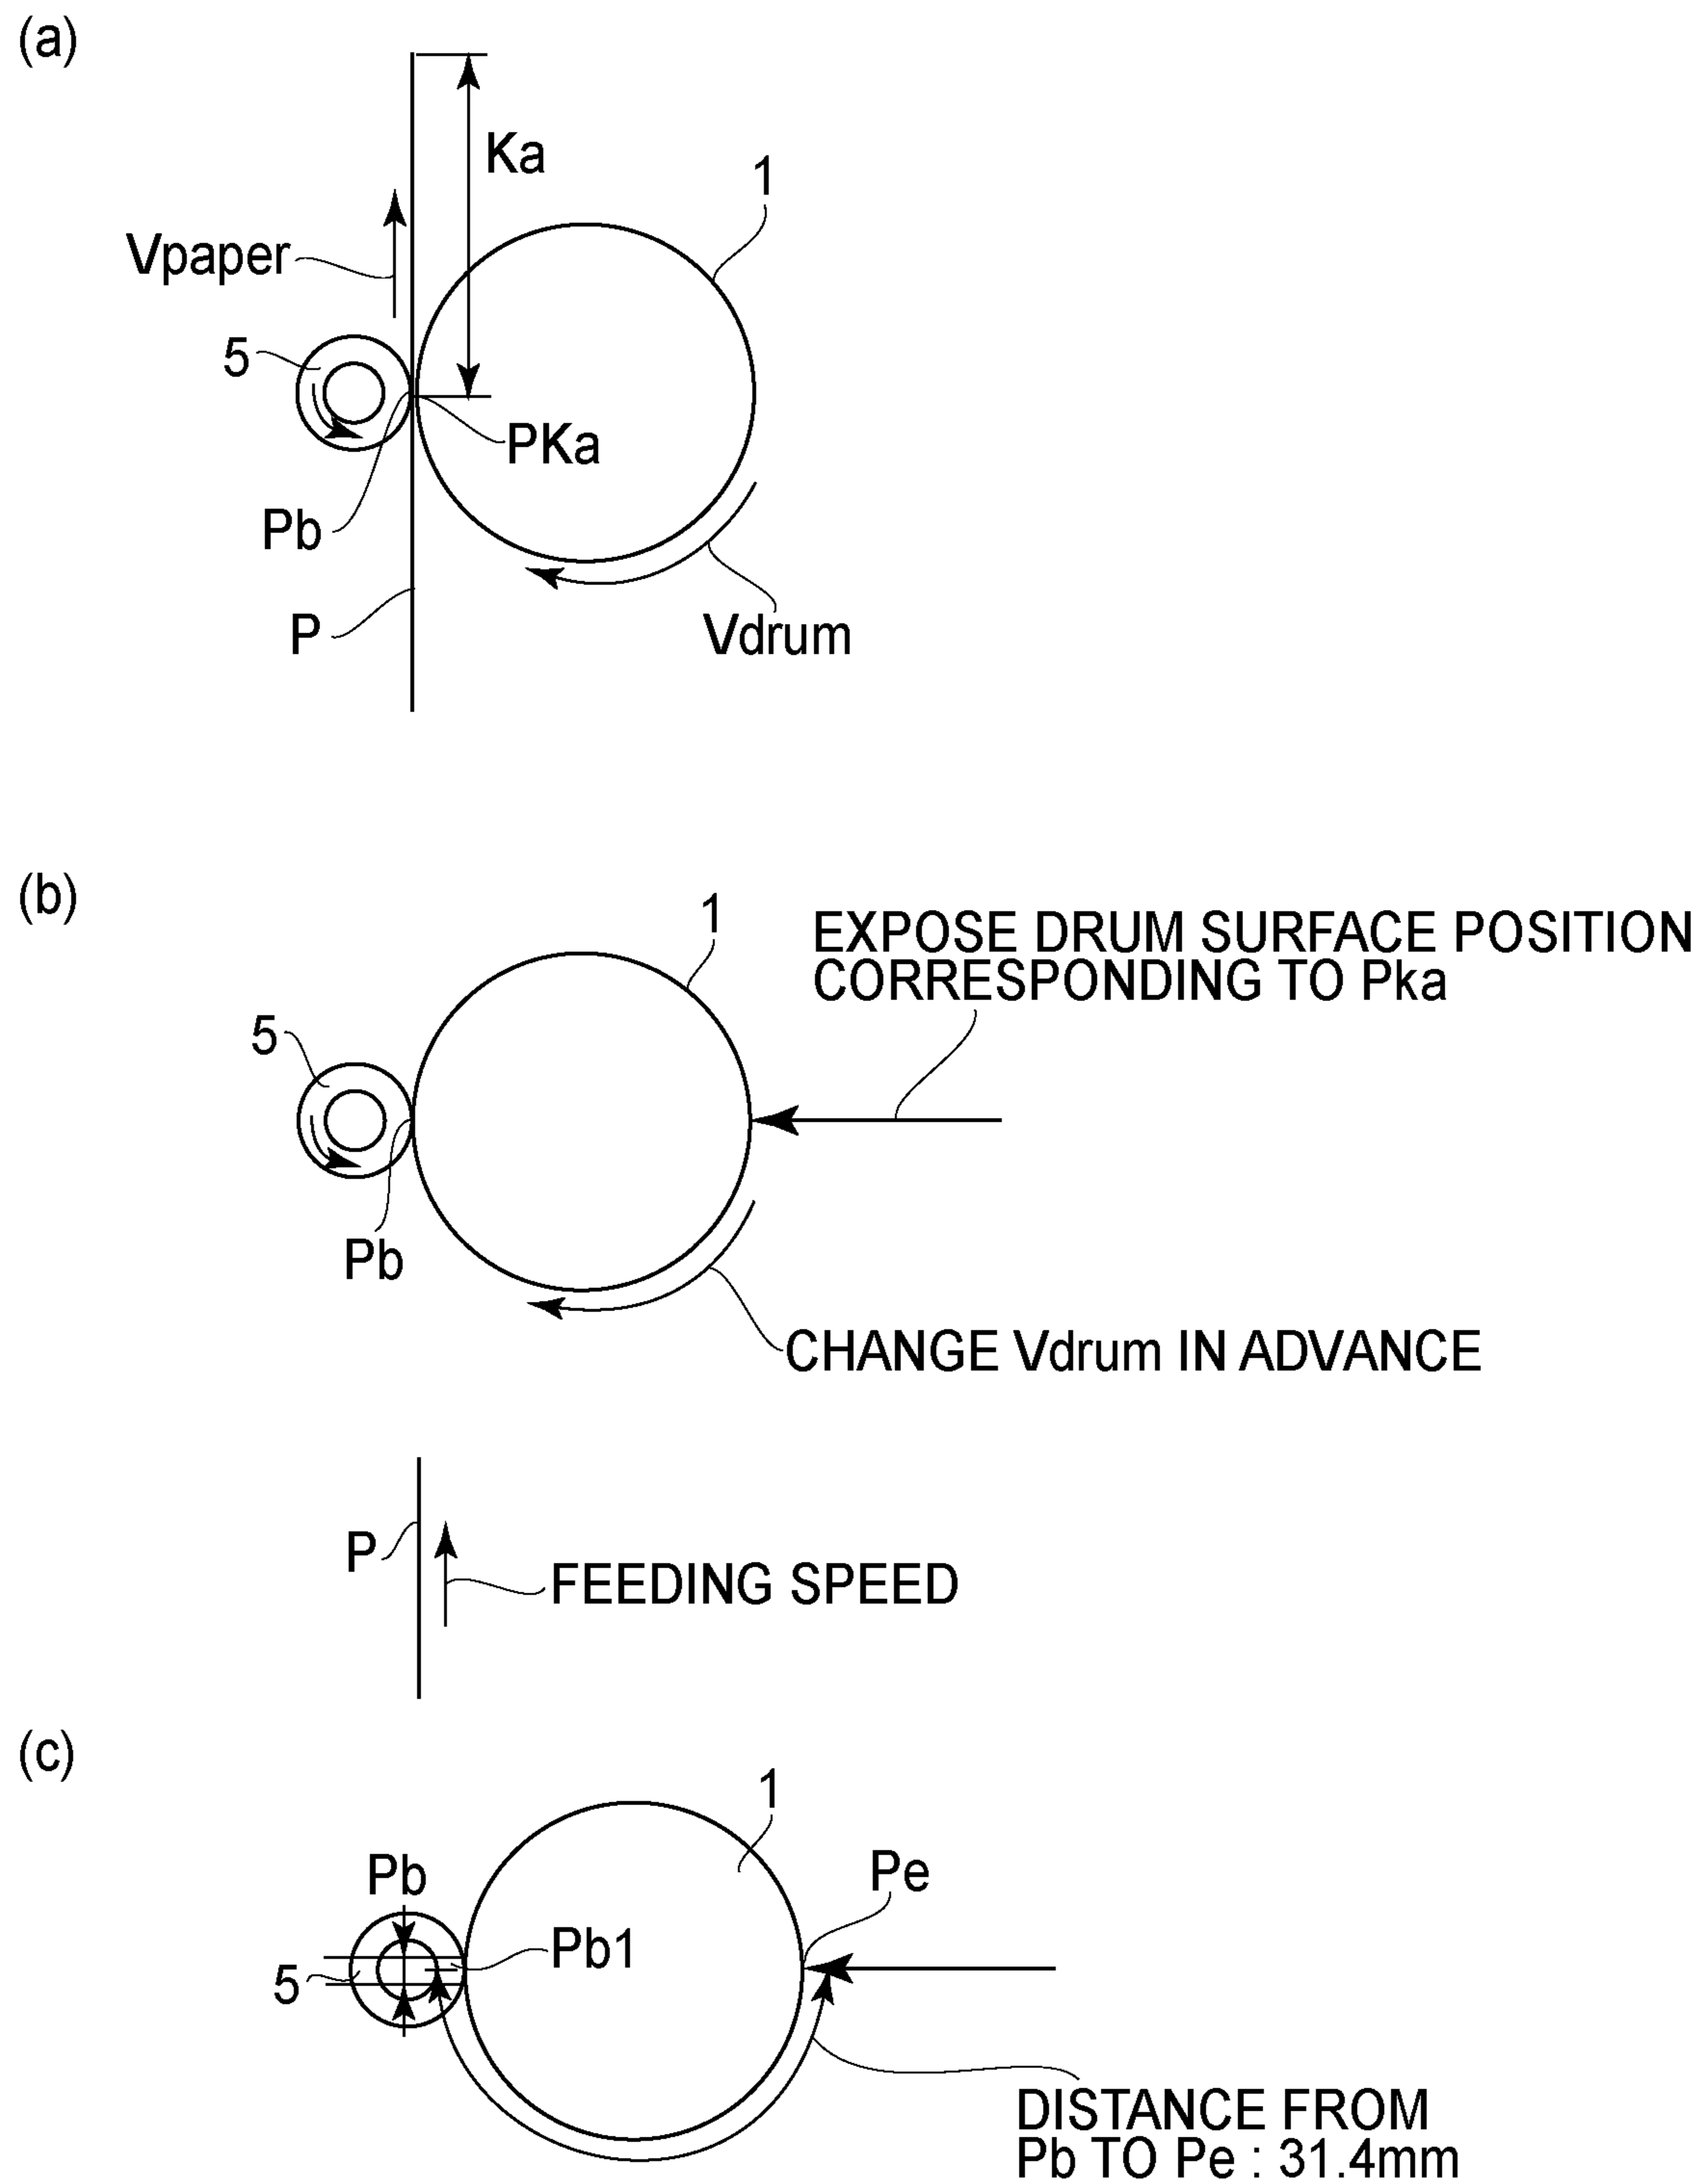 (a)
Ka
1
Vpaper
5
PKa
Pb
P
Vdrum
(b)
1
EXPOSE DRUM SURFACE POSITION
CORRESPONDING TO Pka
5
Pb
CHANGE Vdrum IN ADVANCE
P
FEEDING SPEED
(c)
1
Pb
Pe
Pb1
5
DISTANCE FROM
Pb TO Pe : 31.4mm